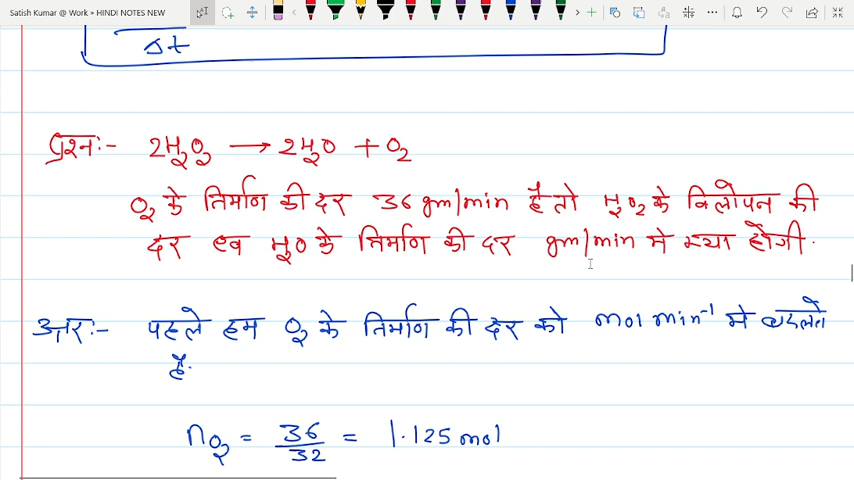 Satish Kumar @ Work » HINDI NOTES NEW
Δt
प्रश्न:- 2H₂O₂ → 2H₂O + O₂
O₂ के निर्माण की दर 36 gm/min है तो H₂O₂ के विलोपन की
दर एवं H₂O के निर्माण की दर gm/min मे क्या होगी.
उत्तर:- पहले हम O₂ के निर्माण की दर को mol min⁻¹ मे बदलते
है.
nO₂ = 36/32 = 1.125 mol